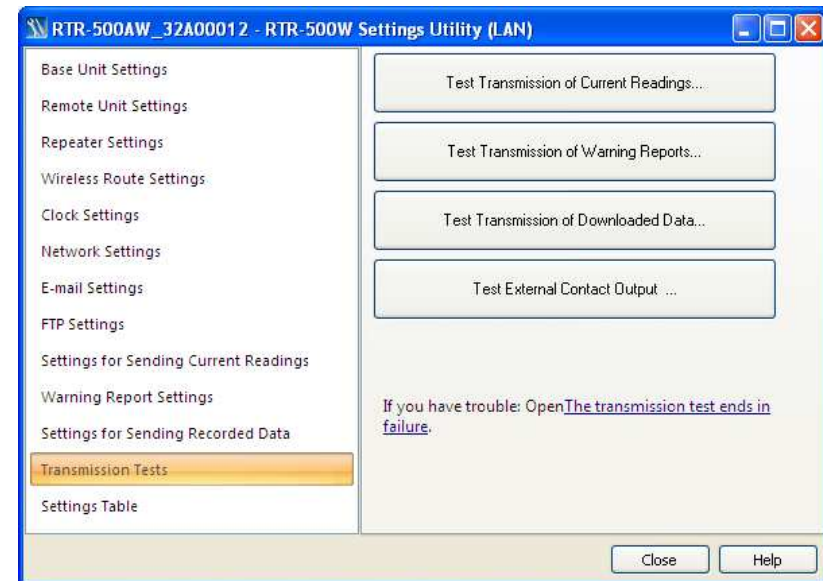 RTR-500AW_32A00012 - RTR-500W Settings Utility (LAN)
Base Unit Settings
Remote Unit Settings
Repeater Settings
Wireless Route Settings
Clock Settings
Network Settings
E-mail Settings
FTP Settings
Settings for Sending Current Readings
Warning Report Settings
Settings for Sending Recorded Data
Transmission Tests
Settings Table
Test Transmission of Current Readings...
Test Transmission of Warning Reports...
Test Transmission of Downloaded Data...
Test External Contact Output ...
If you have trouble: OpenThe transmission test ends in
failure.
Close
Help